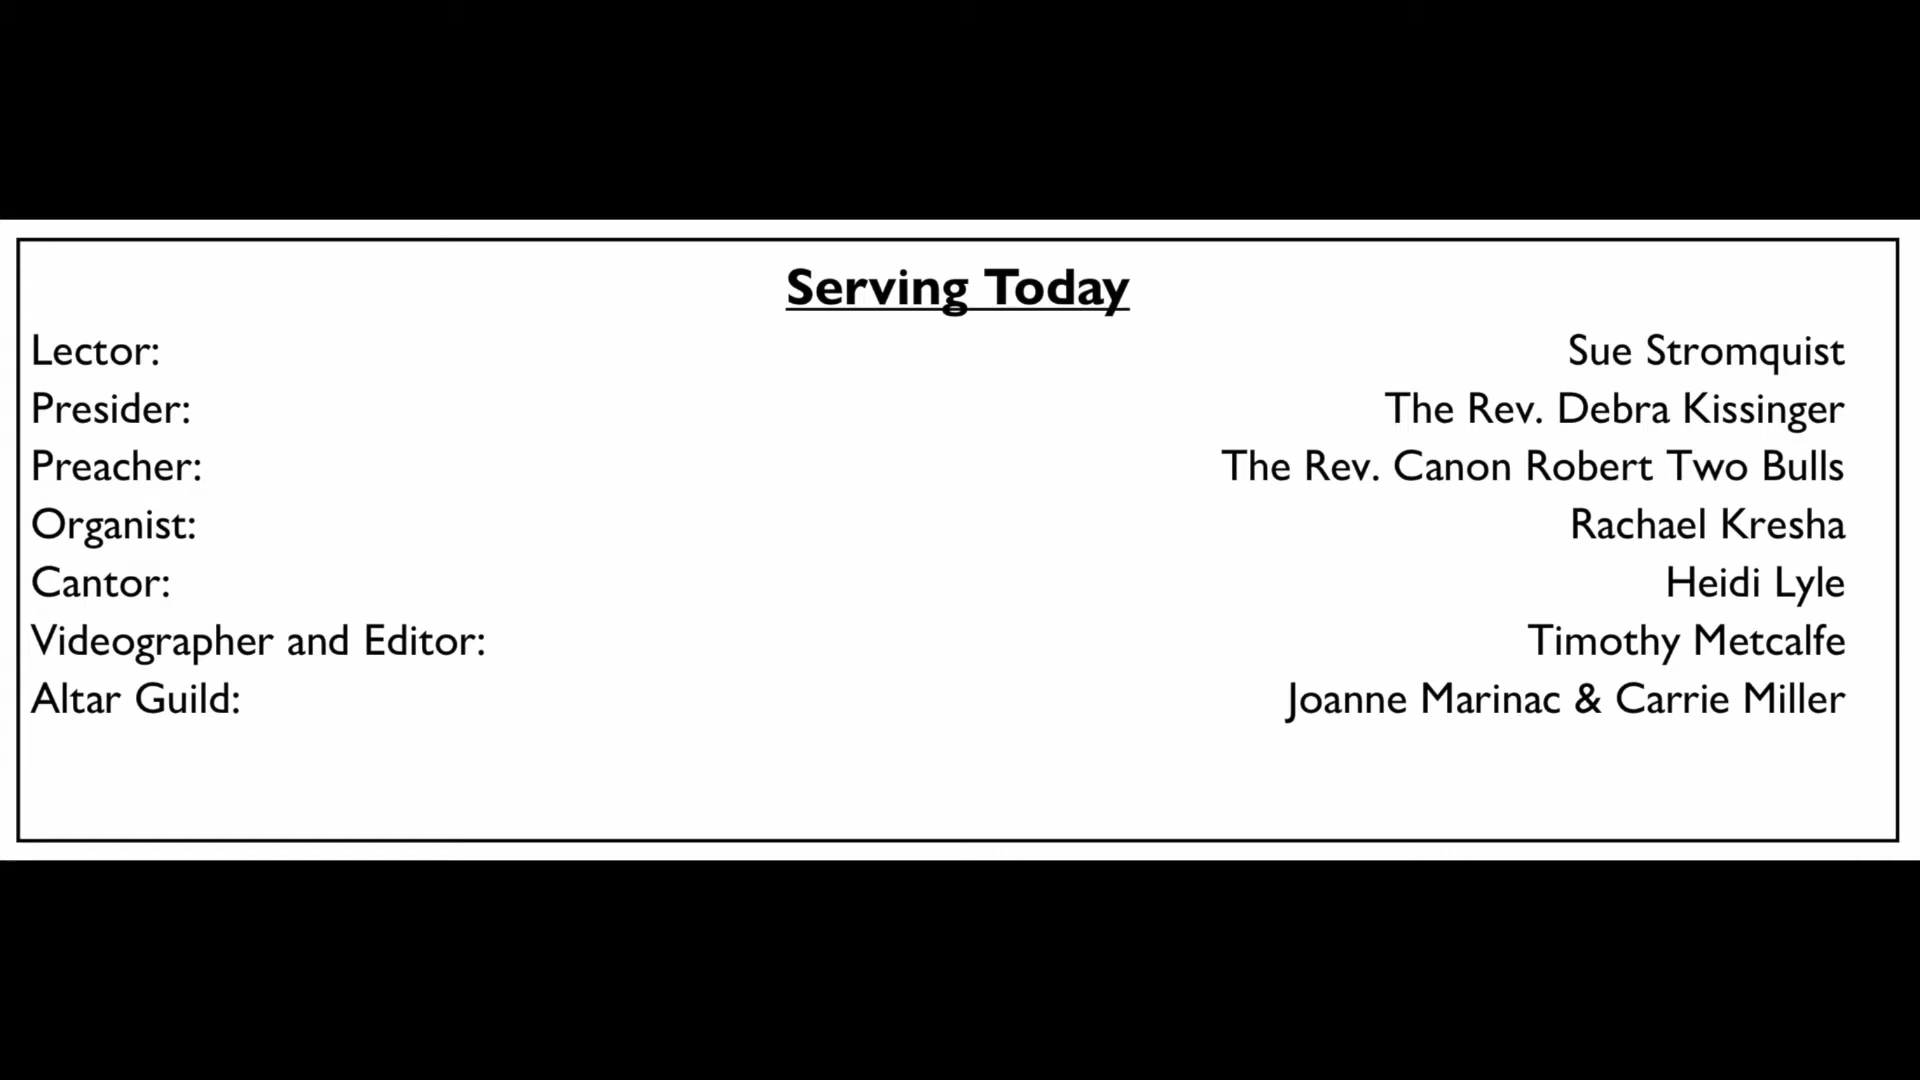 Serving Today
Lector: Sue Stromquist
Presider: The Rev. Debra Kissinger
Preacher: The Rev. Canon Robert Two Bulls
Organist: Rachael Kresha
Cantor: Heidi Lyle
Videographer and Editor: Timothy Metcalfe
Altar Guild: Joanne Marinac & Carrie Miller